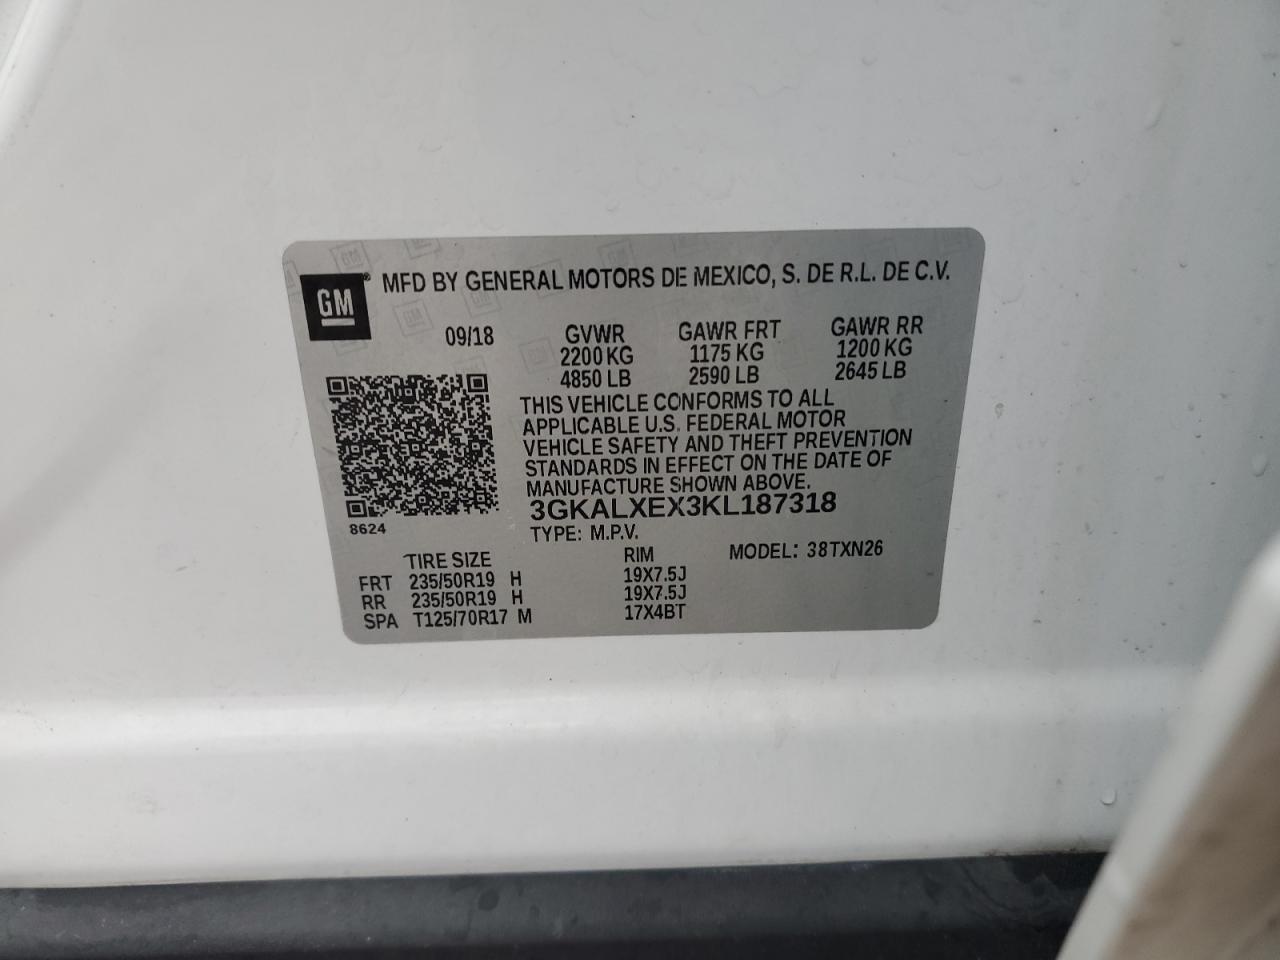 GM
® MFD BY GENERAL MOTORS DE MEXICO, S. DE R.L. DE C.V.
09/18 GVWR GAWR FRT GAWR RR
2200 KG 1175 KG 1200 KG
4850 LB 2590 LB 2645 LB
THIS VEHICLE CONFORMS TO ALL
APPLICABLE U.S. FEDERAL MOTOR
VEHICLE SAFETY AND THEFT PREVENTION
STANDARDS IN EFFECT ON THE DATE OF
MANUFACTURE SHOWN ABOVE.
3GKALXEX3KL187318
8624
TYPE: M.P.V.
TIRE SIZE RIM MODEL: 38TXN26
FRT 235/50R19 H 19X7.5J
RR 235/50R19 H 19X7.5J
SPA T125/70R17 M 17X4BT